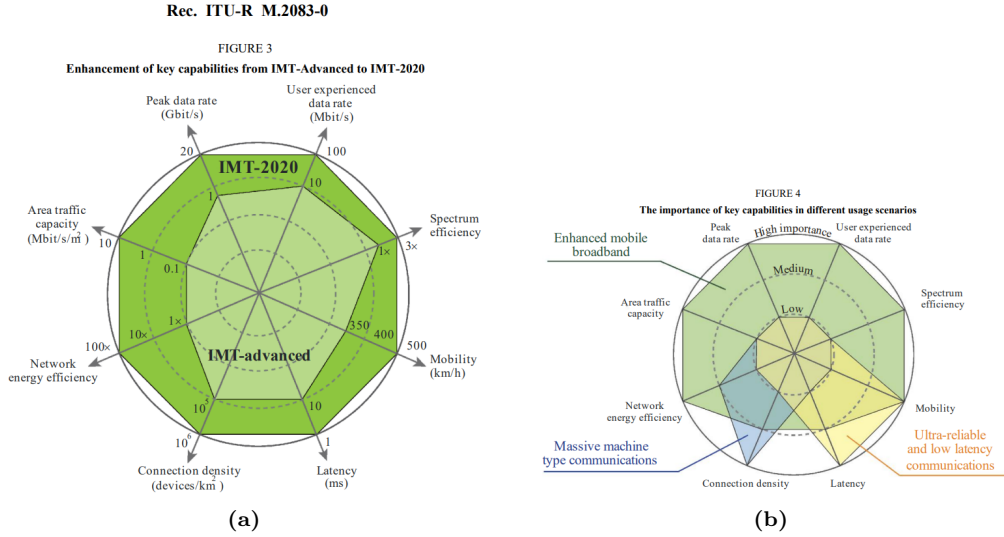 Rec. ITU-R M.2083-0
FIGURE 3
Enhancement of key capabilities from IMT-Advanced to IMT-2020
Peak data rate
(Gbit/s)
User experienced
data rate
(Mbit/s)
20
100
IMT-2020
1
10
Area traffic
capacity
(Mbit/s/m²)
Spectrum
efficiency
10
1
0.1
1×
3×
1×
10×
100×
350
400
500
Network
energy efficiency
IMT-advanced
Mobility
(km/h)
10⁵
10
10⁶
1
Connection density
(devices/km²)
Latency
(ms)
(a)
FIGURE 4
The importance of key capabilities in different usage scenarios
Peak
data rate
High importance
User experienced
data rate
Enhanced mobile
broadband
Medium
Area traffic
capacity
Low
Spectrum
efficiency
Network
energy efficiency
Mobility
Massive machine
type communications
Ultra-reliable
and low latency
communications
Connection density
Latency
(b)